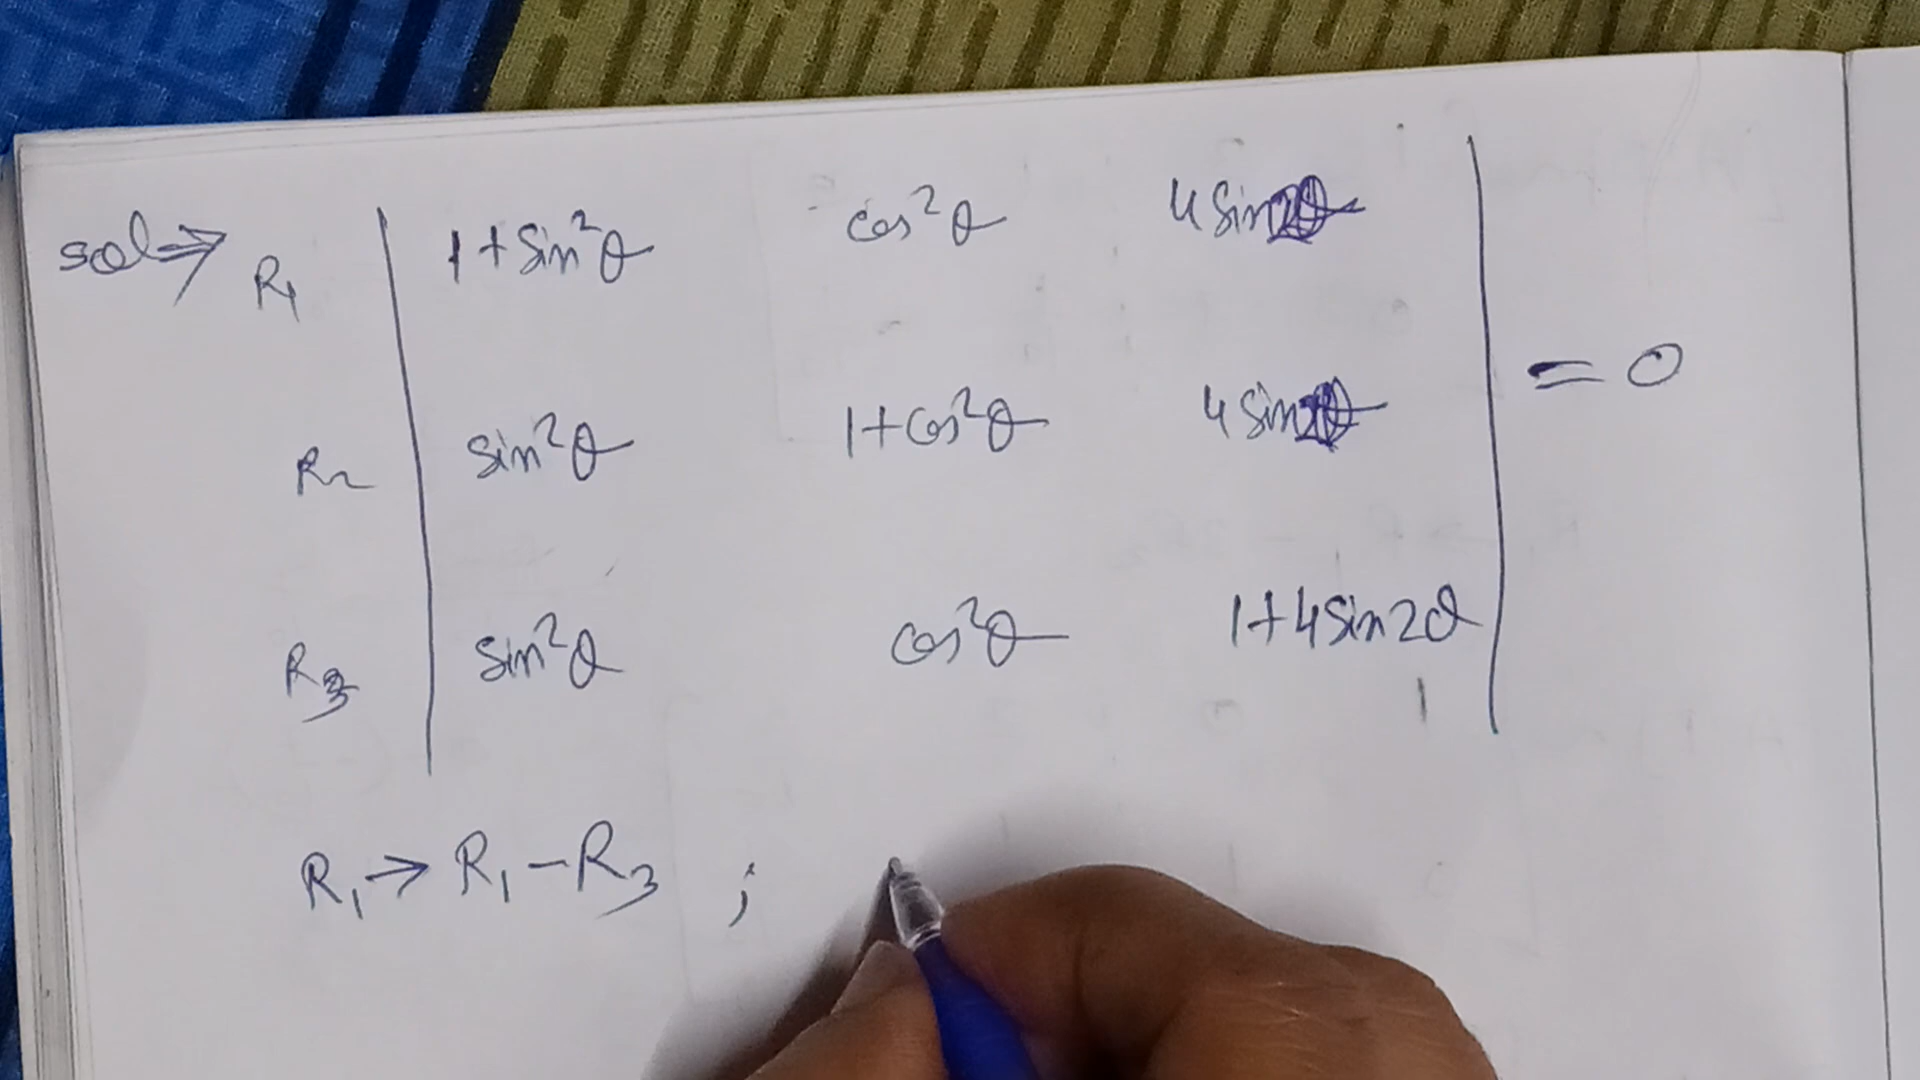 sol⇒ R₁ | 1+sin²θ cos²θ 4sin2θ |
R₂ | sin²θ 1+cos²θ 4sin2θ | = 0
R₃ | sin²θ cos²θ 1+4sin2θ |
R₁→R₁-R₃ ;